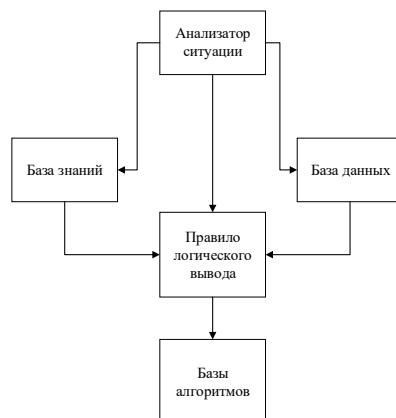 Анализатор
ситуации
База знаний
База данных
Правило
логического
вывода
Базы
алгоритмов